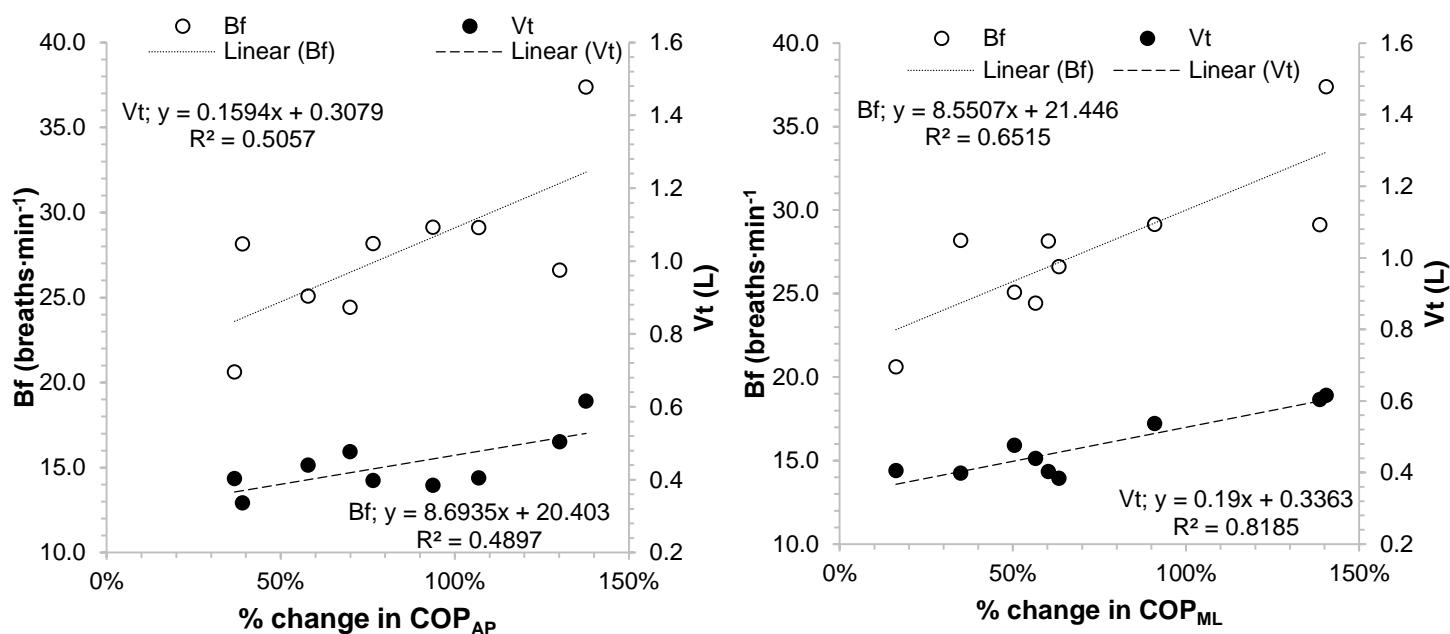 Bf Vt
Linear (Bf) Linear (Vt)
40.0
35.0
30.0
25.0
20.0
15.0
10.0
Bf (breaths·min⁻¹)
Vt; y = 0.1594x + 0.3079
R² = 0.5057
Bf; y = 8.6935x + 20.403
R² = 0.4897
1.6
1.4
1.2
1.0
0.8
0.6
0.4
0.2
Vt (L)
0% 50% 100% 150%
% change in COP_AP
Bf Vt
Linear (Bf) Linear (Vt)
40.0
35.0
30.0
25.0
20.0
15.0
10.0
Bf (breaths·min⁻¹
Bf; y = 8.5507x + 21.446
R² = 0.6515
Vt; y = 0.19x + 0.3363
R² = 0.8185
1.6
1.4
1.2
1.0
0.8
0.6
0.4
0.2
Vt (L)
0% 50% 100% 150%
% change in COP_ML